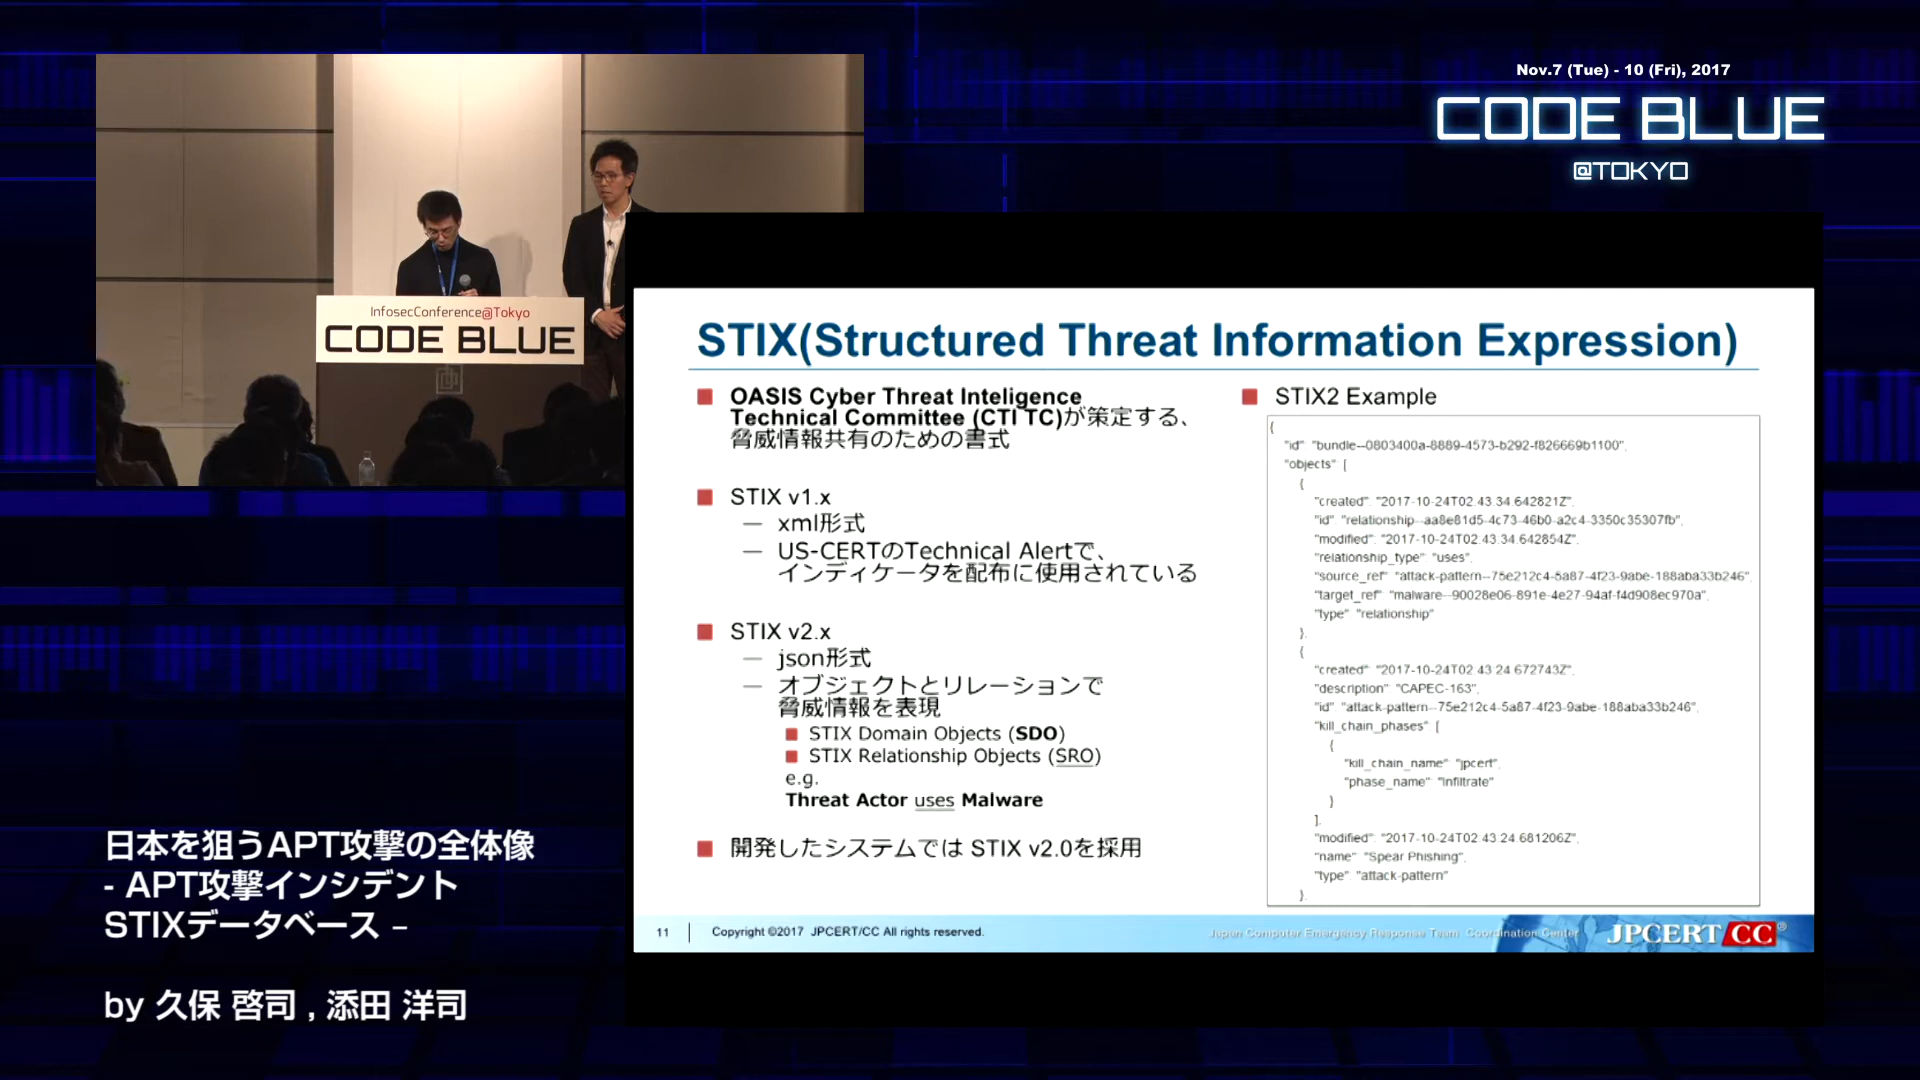 Nov.7 (Tue) - 10 (Fri), 2017
CODE BLUE
@TOKYO
InfosecConference@Tokyo
CODE BLUE
STIX(Structured Threat Information Expression)
■ OASIS Cyber Threat Inteligence
Technical Committee (CTI TC)が策定する、
脅威情報共有のための書式
■ STIX v1.x
— xml形式
— US-CERTのTechnical Alertで、
インディケータを配布に使用されている
■ STIX v2.x
— json形式
— オブジェクトとリレーションで
脅威情報を表現
■ STIX Domain Objects (SDO)
■ STIX Relationship Objects (SRO)
e.g.
Threat Actor uses Malware
■ 開発したシステムでは STIX v2.0を採用
■ STIX2 Example
{
"id": "bundle--0803400a-8889-4573-b292-f826669b1100",
"objects": [
{
"created": "2017-10-24T02:43:34.642821Z",
"id": "relationship--aa8e81d5-4c73-46b0-a2c4-3350c35307fb",
"modified": "2017-10-24T02:43:34.642854Z",
"relationship_type": "uses",
"source_ref": "attack-pattern--75e212c4-5a87-4f23-9abe-188aba33b246",
"target_ref": "malware--90028e06-891e-4e27-94af-f4d908ec970a",
"type": "relationship"
},
{
"created": "2017-10-24T02:43:24.672743Z",
"description": "CAPEC-163",
"id": "attack-pattern--75e212c4-5a87-4f23-9abe-188aba33b246",
"kill_chain_phases": [
{
"kill_chain_name": "jpcert",
"phase_name": "Infiltrate"
}
],
"modified": "2017-10-24T02:43:24.681206Z",
"name": "Spear Phishing",
"type": "attack-pattern"
},
11
Copyright ©2017 JPCERT/CC All rights reserved.
Japan Computer Emergency Response Team Coordination Center
JPCERT CC®
日本を狙うAPT攻撃の全体像
- APT攻撃インシデント
STIXデータベース –
by 久保 啓司 , 添田 洋司